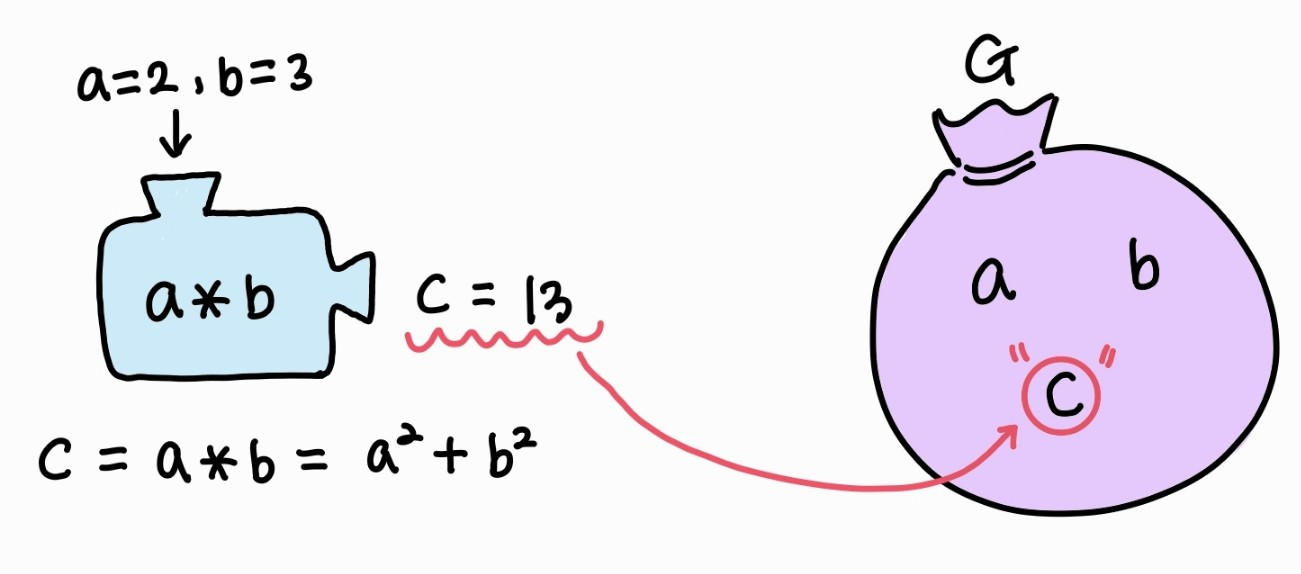 a=2, b=3
a*b
C = 13
C = a*b = a² + b²
G
a b
"C"